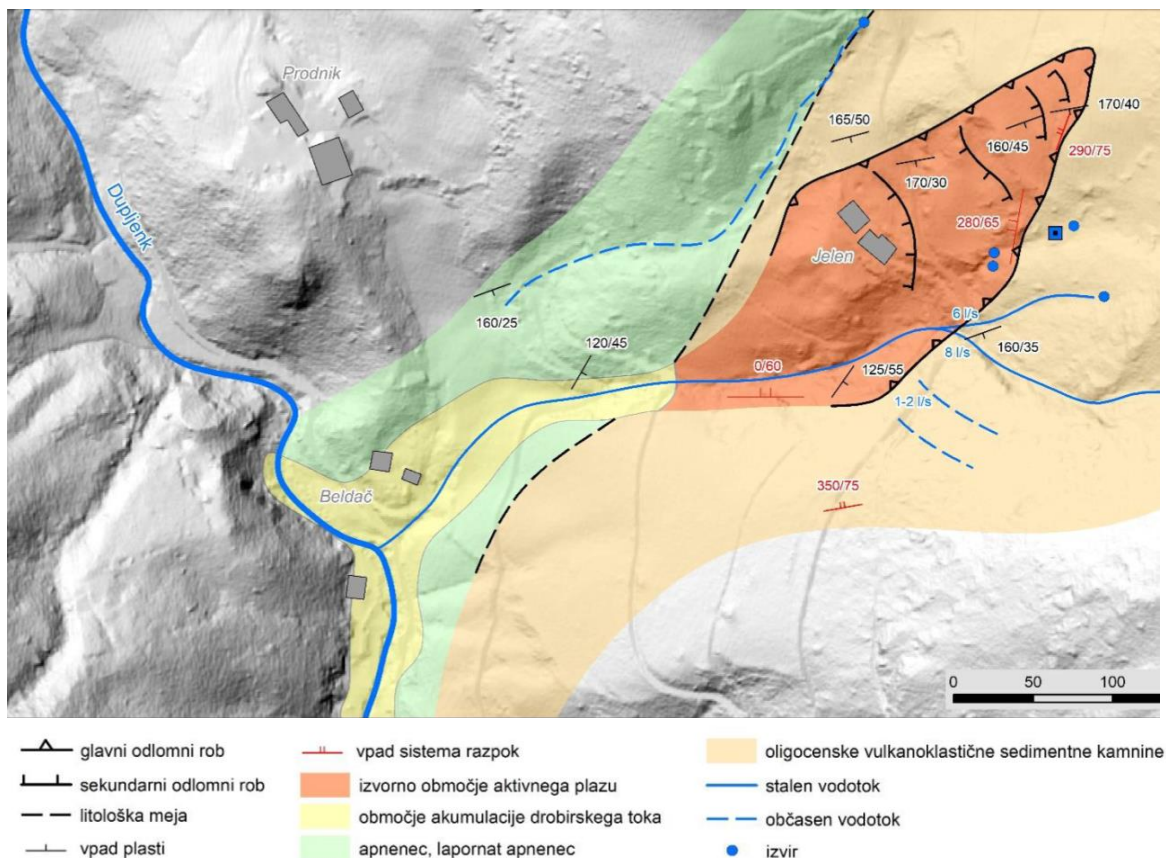 Prodnik
Dupljenk
165/50
170/40
160/45
290/75
170/30
280/65
Jelen
160/25
120/45
6 l/s
8 l/s
160/35
0/60
125/55
1-2 l/s
Beldač
350/75
0 50 100
glavni odlomni rob
sekundarni odlomni rob
litološka meja
vpad plasti
vpad sistema razpok
izvorno območje aktivnega plazu
območje akumulacije drobirskega toka
apnenec, lapornat apnenec
oligocenske vulkanoklastične sedimentne kamnine
stalen vodotok
občasen vodotok
izvir